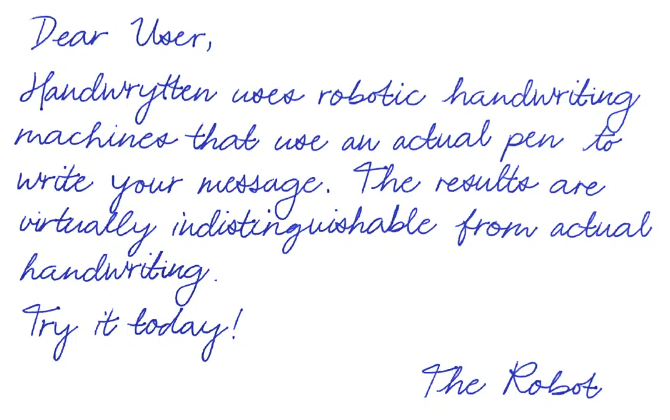 Dear User,
Handwrytten uses robotic handwriting
machines that use an actual pen to
write your message. The results are
virtually indistinguishable from actual
handwriting.
Try it today!
The Robot